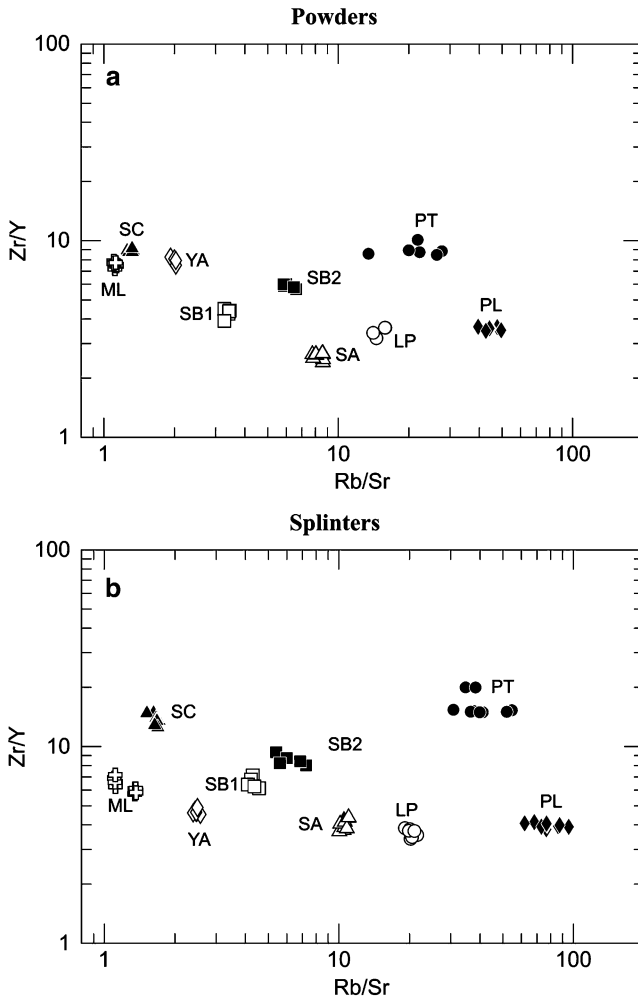 Powders
100
a
SC
PT
10
YA
ML
SB2
SB1
PL
LP
SA
Zr/Y
1
1
10
100
Rb/Sr
Splinters
100
b
SC
PT
SB2
10
SB1
ML
LP
PL
SA
YA
Zr/Y
1
1
10
100
Rb/Sr